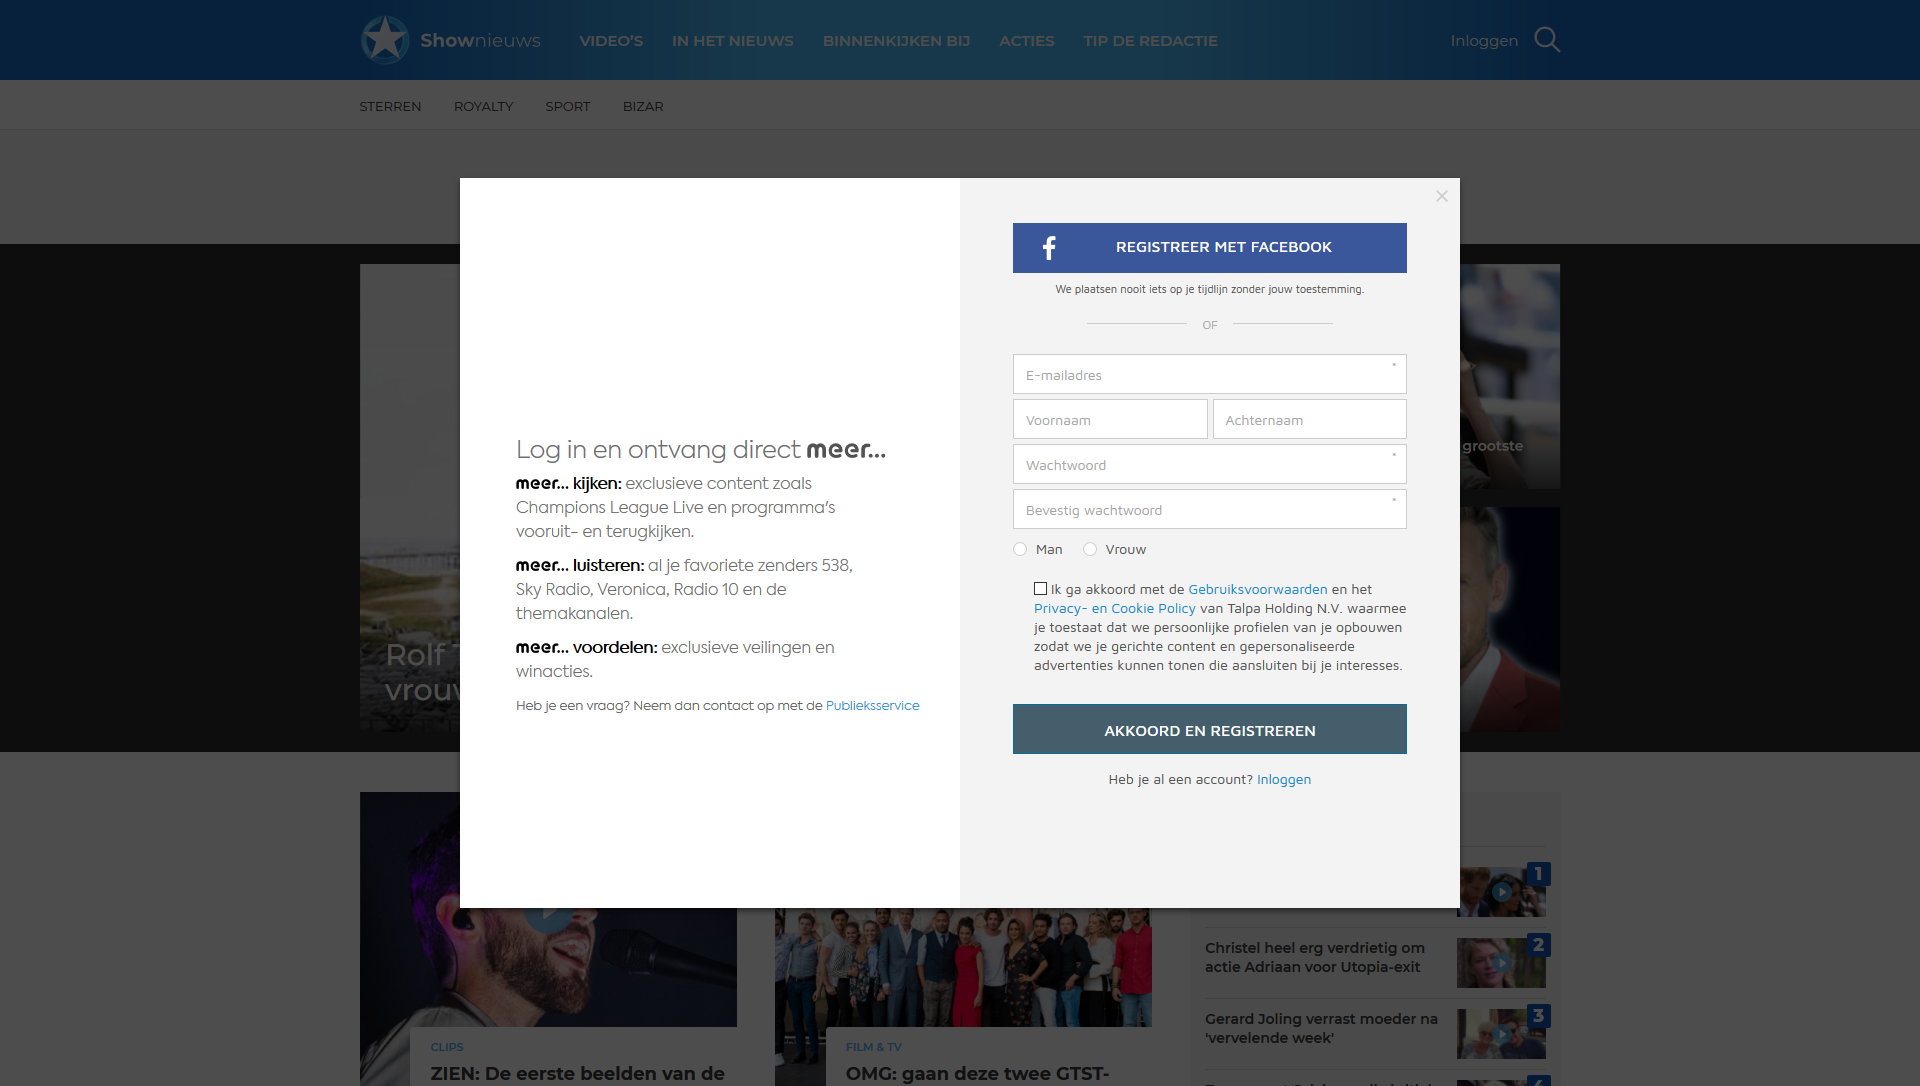 Shownieuws
VIDEO'S
IN HET NIEUWS
BINNENKIJKEN BIJ
ACTIES
TIP DE REDACTIE
Inloggen
STERREN
ROYALTY
SPORT
BIZAR
Log in en ontvang direct meer...
meer... kijken: exclusieve content zoals
Champions League Live en programma's
vooruit- en terugkijken.
meer... luisteren: al je favoriete zenders 538,
Sky Radio, Veronica, Radio 10 en de
themakanalen.
meer... voordelen: exclusieve veilingen en
winacties.
Heb je een vraag? Neem dan contact op met de Publieksservice
REGISTREER MET FACEBOOK
We plaatsen nooit iets op je tijdlijn zonder jouw toestemming.
OF
E-mailadres *
Voornaam
Achternaam
Wachtwoord *
Bevestig wachtwoord *
Man
Vrouw
Ik ga akkoord met de Gebruiksvoorwaarden en het
Privacy- en Cookie Policy van Talpa Holding N.V. waarmee
je toestaat dat we persoonlijke profielen van je opbouwen
zodat we je gerichte content en gepersonaliseerde
advertenties kunnen tonen die aansluiten bij je interesses.
AKKOORD EN REGISTREREN
Heb je al een account? Inloggen
grootste
Rolf
vrouw
CLIPS
ZIEN: De eerste beelden van de
FILM & TV
OMG: gaan deze twee GTST-
1
Christel heel erg verdrietig om
actie Adriaan voor Utopia-exit
2
Gerard Joling verrast moeder na
'vervelende week'
3